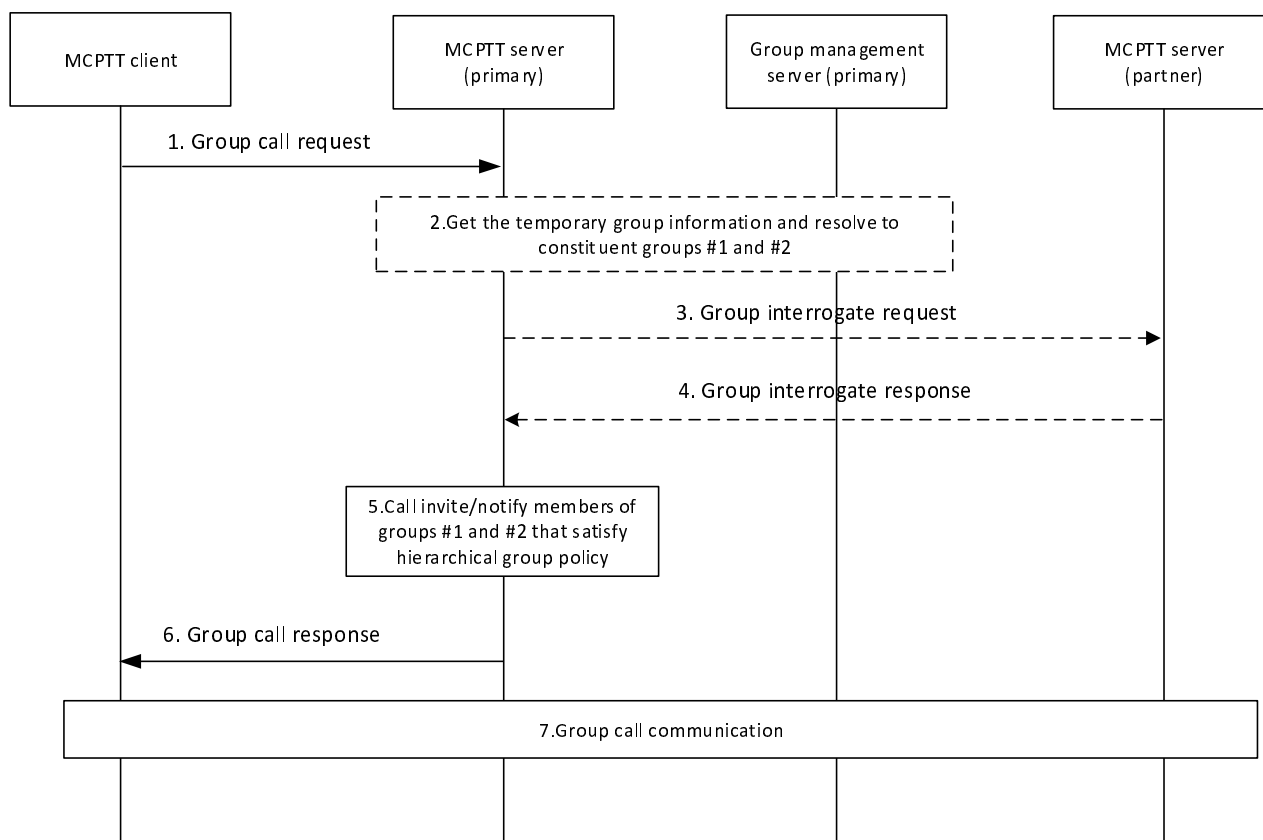 MCPTT client
MCPTT server
(primary)
Group management
server (primary)
MCPTT server
(partner)
1. Group call request
2.Get the temporary group information and resolve to
constituent groups #1 and #2
3. Group interrogate request
4. Group interrogate response
5.Call invite/notify members of
groups #1 and #2 that satisfy
hierarchical group policy
6. Group call response
7.Group call communication